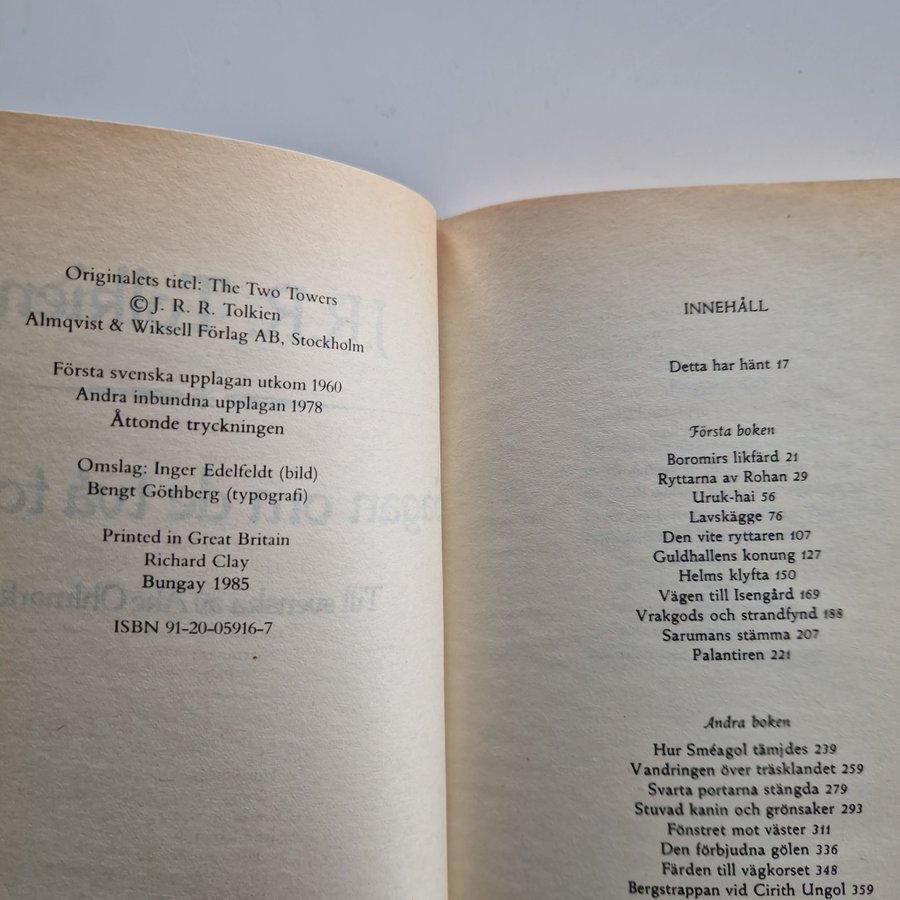 Originalets titel: The Two Towers
© J. R. R. Tolkien
Almqvist & Wiksell Förlag AB, Stockholm
Första svenska upplagan utkom 1960
Andra inbundna upplagan 1978
Åttonde tryckningen
Omslag: Inger Edelfeldt (bild)
Bengt Göthberg (typografi)
Printed in Great Britain
Richard Clay
Bungay 1985
ISBN 91-20-05916-7
INNEHÅLL
Detta har hänt 17
Första boken
Boromirs likfärd 21
Ryttarna av Rohan 29
Uruk-hai 56
Lavskägge 76
Den vite ryttaren 107
Guldhallens konung 127
Helms klyfta 150
Vägen till Isengård 169
Vrakgods och strandfynd 188
Sarumans stämma 207
Palantiren 221
Andra boken
Hur Sméagol tämjdes 239
Vandringen över träsklandet 259
Svarta portarna stängda 279
Stuvad kanin och grönsaker 293
Fönstret mot väster 311
Den förbjudna gölen 336
Färden till vägkorset 348
Bergstrappan vid Cirith Ungol 359